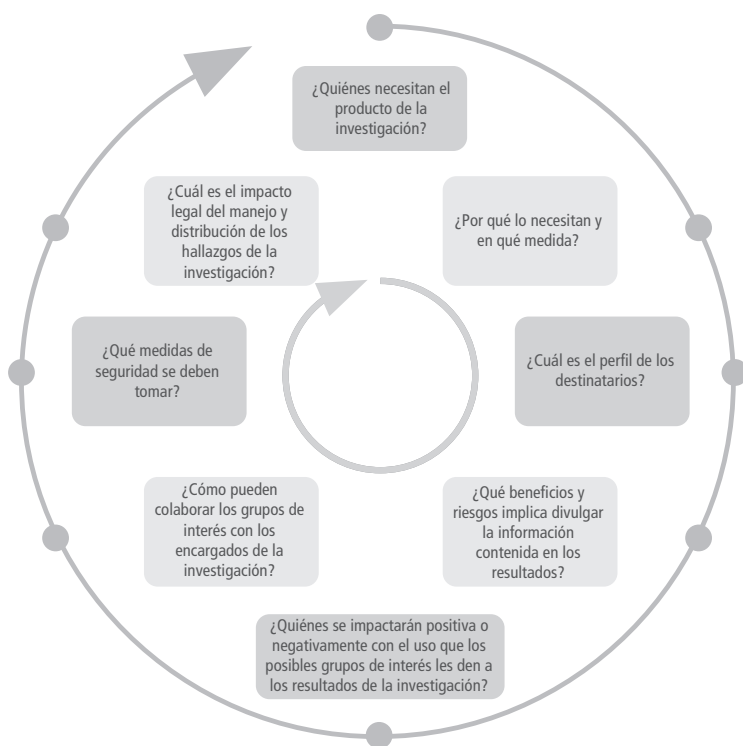 ¿Quiénes necesitan el
producto de la
investigación?
¿Por qué lo necesitan y
en qué medida?
¿Cuál es el perfil de los
destinatarios?
¿Qué beneficios y
riesgos implica divulgar
la información
contenida en los
resultados?
¿Quiénes se impactarán positiva o
negativamente con el uso que los
posibles grupos de interés les den a
los resultados de la investigación?
¿Cómo pueden
colaborar los grupos de
interés con los
encargados de la
investigación?
¿Qué medidas de
seguridad se deben
tomar?
¿Cuál es el impacto
legal del manejo y
distribución de los
hallazgos de la
investigación?